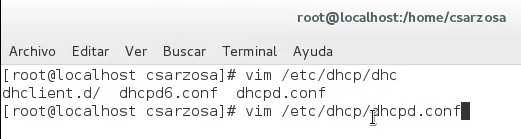 root@localhost:/home/csarzosa
Archivo Editar Ver Buscar Terminal Ayuda
[root@localhost csarzosa]# vim /etc/dhcp/dhc
dhclient.d/ dhcpd6.conf dhcpd.conf
[root@localhost csarzosa]# vim /etc/dhcp/dhcpd.conf